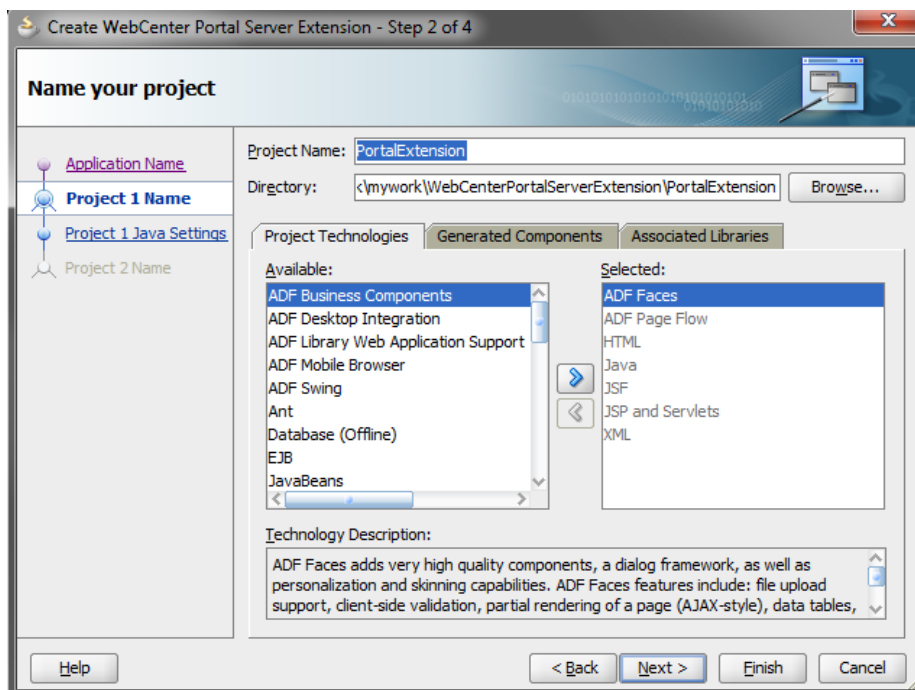 Create WebCenter Portal Server Extension - Step 2 of 4
Name your project
Application Name
Project 1 Name
Project 1 Java Settings
Project 2 Name
Project Name: PortalExtension
Directory: <\mywork\WebCenterPortalServerExtension\PortalExtension Browse...
Project Technologies Generated Components Associated Libraries
Available:
ADF Business Components
ADF Desktop Integration
ADF Library Web Application Support
ADF Mobile Browser
ADF Swing
Ant
Database (Offline)
EJB
JavaBeans
Selected:
ADF Faces
ADF Page Flow
HTML
Java
JSF
JSP and Servlets
XML
Technology Description:
ADF Faces adds very high quality components, a dialog framework, as well as
personalization and skinning capabilities. ADF Faces features include: file upload
support, client-side validation, partial rendering of a page (AJAX-style), data tables,
Help < Back Next > Finish Cancel